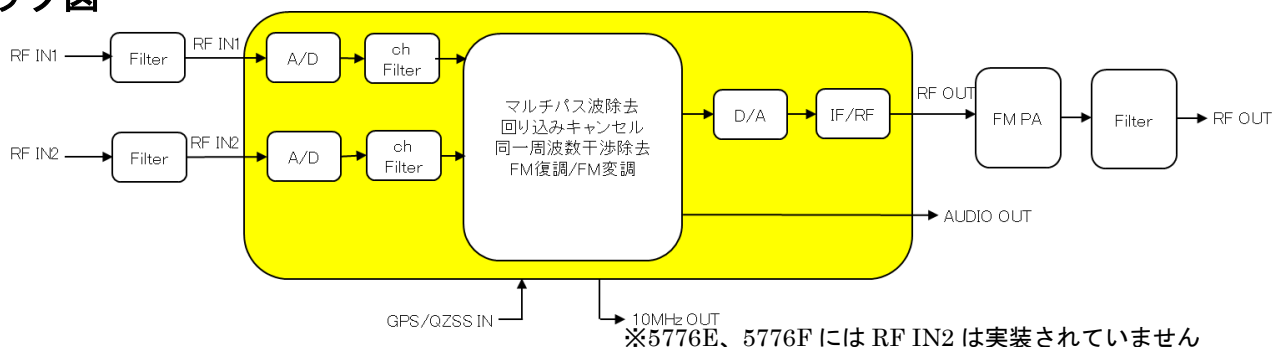 ック図
RF IN1
Filter
RF IN1
A/D
ch
Filter
RF IN2
Filter
RF IN2
A/D
ch
Filter
マルチパス波除去
回り込みキャンセル
同一周波数干渉除去
FM復調/FM変調
D/A
IF/RF
RF OUT
FM PA
Filter
RF OUT
AUDIO OUT
GPS/QZSS IN
10MHz OUT
※5776E、5776F には RF IN2 は実装されていません